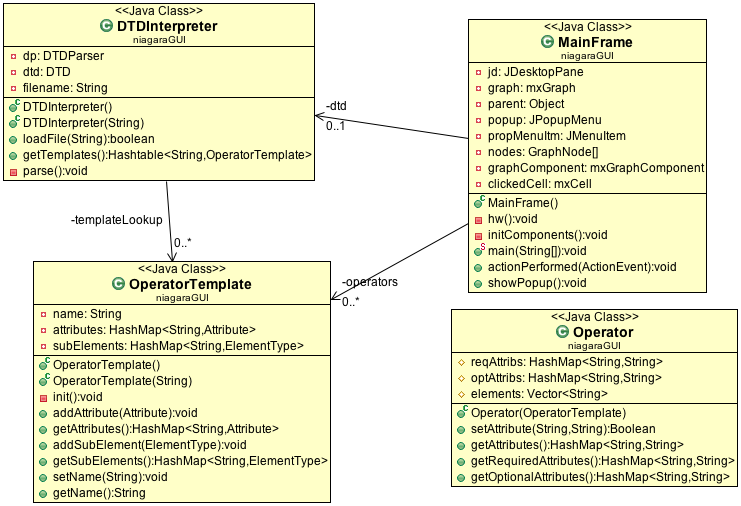 <<Java Class>>
DTDInterpreter
niagaraGUI
dp: DTDParser
dtd: DTD
filename: String
DTDInterpreter()
DTDInterpreter(String)
loadFile(String):boolean
getTemplates():Hashtable<String,OperatorTemplate>
parse():void
<<Java Class>>
MainFrame
niagaraGUI
jd: JDesktopPane
graph: mxGraph
parent: Object
popup: JPopupMenu
propMenuItm: JMenuItem
nodes: GraphNode[]
graphComponent: mxGraphComponent
clickedCell: mxCell
MainFrame()
hw():void
initComponents():void
main(String[]):void
actionPerformed(ActionEvent):void
showPopup():void
-dtd
0..1
-templateLookup
0..*
-operators
0..*
<<Java Class>>
OperatorTemplate
niagaraGUI
name: String
attributes: HashMap<String,Attribute>
subElements: HashMap<String,ElementType>
OperatorTemplate()
OperatorTemplate(String)
init():void
addAttribute(Attribute):void
getAttributes():HashMap<String,Attribute>
addSubElement(ElementType):void
getSubElements():HashMap<String,ElementType>
setName(String):void
getName():String
<<Java Class>>
Operator
niagaraGUI
reqAttribs: HashMap<String,String>
optAttribs: HashMap<String,String>
elements: Vector<String>
Operator(OperatorTemplate)
setAttribute(String,String):Boolean
getAttributes():HashMap<String,String>
getRequiredAttributes():HashMap<String,String>
getOptionalAttributes():HashMap<String,String>